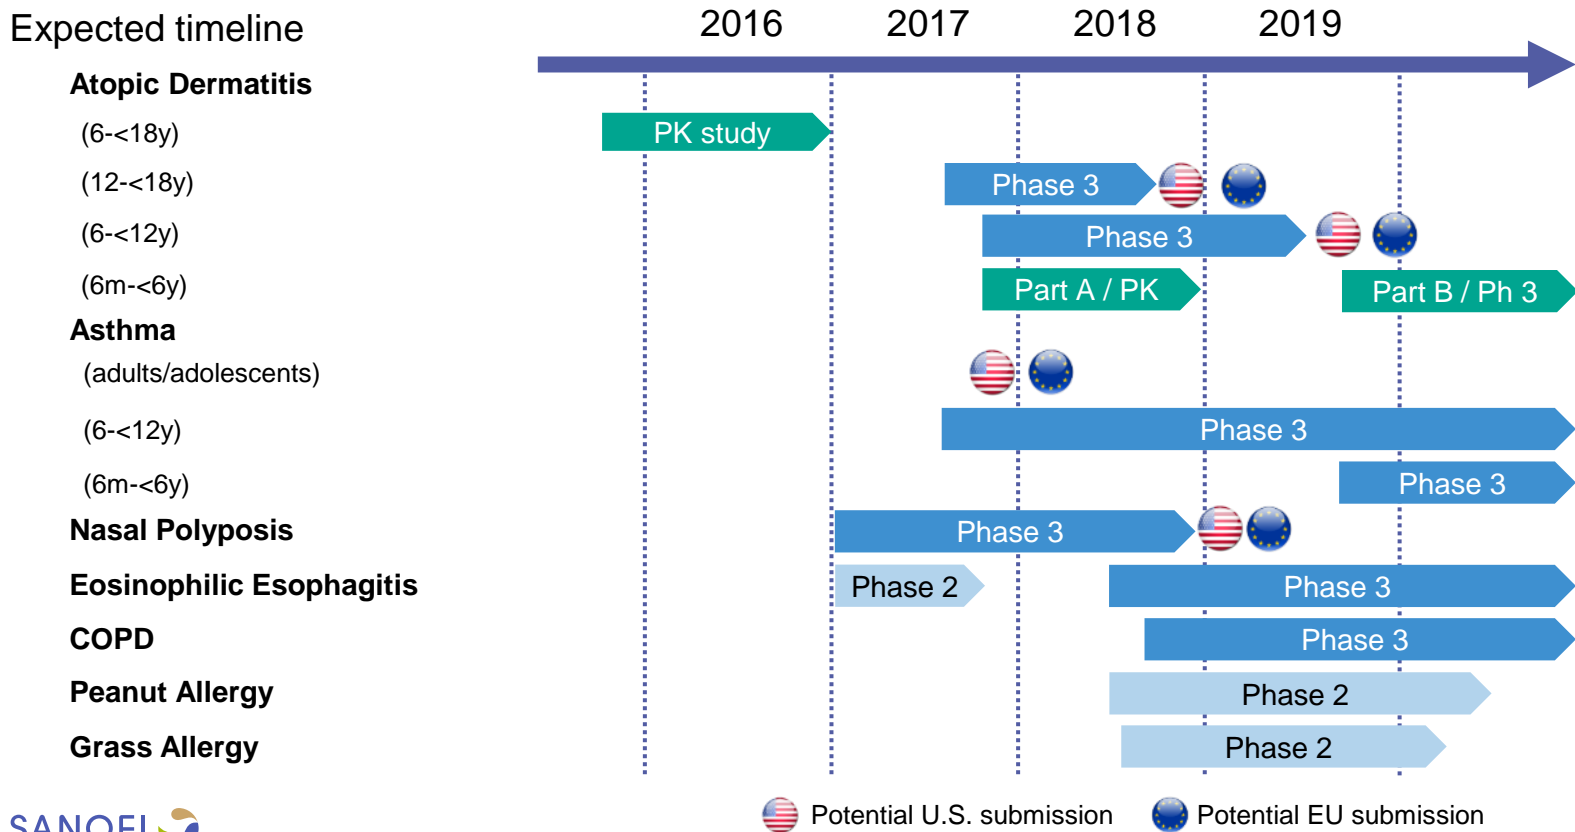 Expected timeline
2016 2017 2018 2019
Atopic Dermatitis
(6-<18y) PK study
(12-<18y) Phase 3
(6-<12y) Phase 3
(6m-<6y) Part A / PK Part B / Ph 3
Asthma
(adults/adolescents)
(6-<12y) Phase 3
(6m-<6y) Phase 3
Nasal Polyposis Phase 3
Eosinophilic Esophagitis Phase 2 Phase 3
COPD Phase 3
Peanut Allergy Phase 2
Grass Allergy Phase 2
SANOFI Potential U.S. submission Potential EU submission